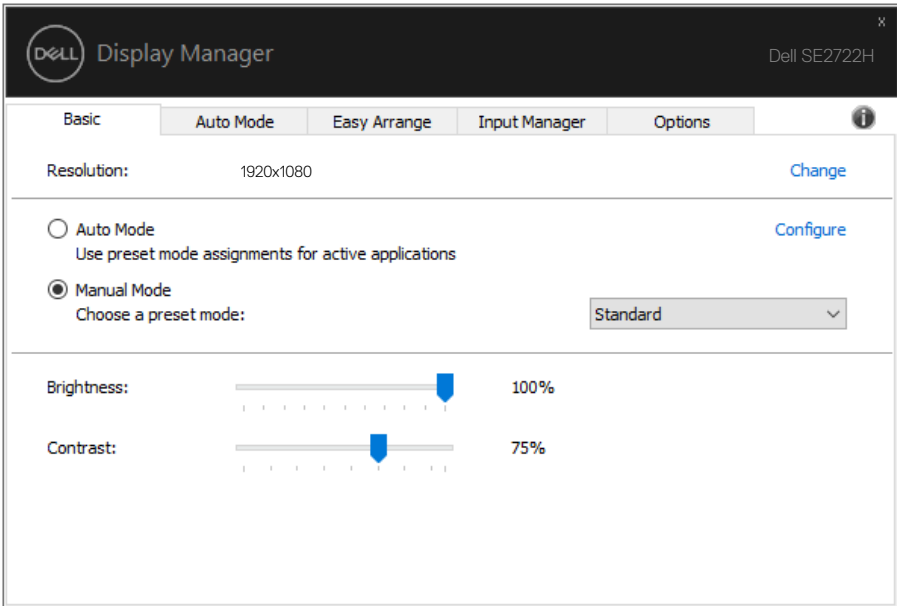 x
DELL Display Manager
Dell SE2722H
Basic Auto Mode Easy Arrange Input Manager Options i
Resolution: 1920x1080 Change
Auto Mode Configure
Use preset mode assignments for active applications
Manual Mode
Choose a preset mode: Standard
Brightness: 100%
Contrast: 75%